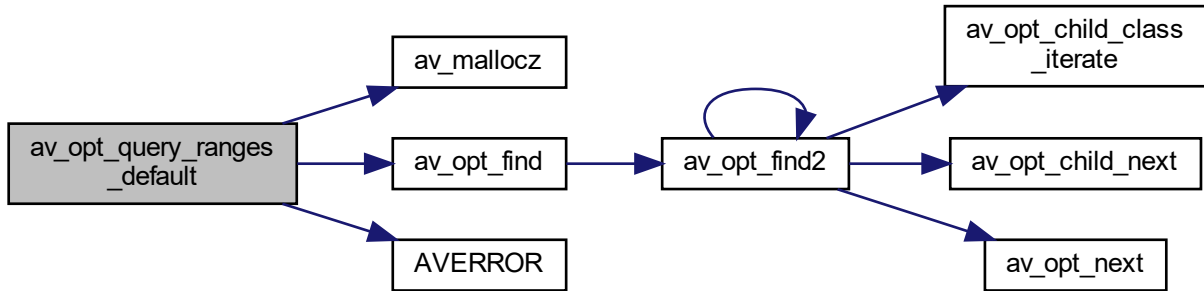 av_opt_query_ranges
_default
av_mallocz
av_opt_find
AVERROR
av_opt_find2
av_opt_child_class
_iterate
av_opt_child_next
av_opt_next